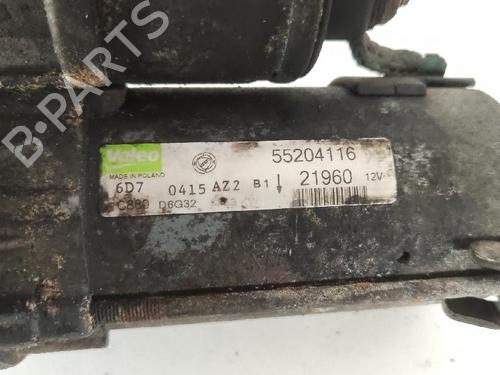 B-PARTS
Valeo
MADE IN POLAND
55204116
6D7 0415 AZ2 B1 21960 12V
C880 D6G32